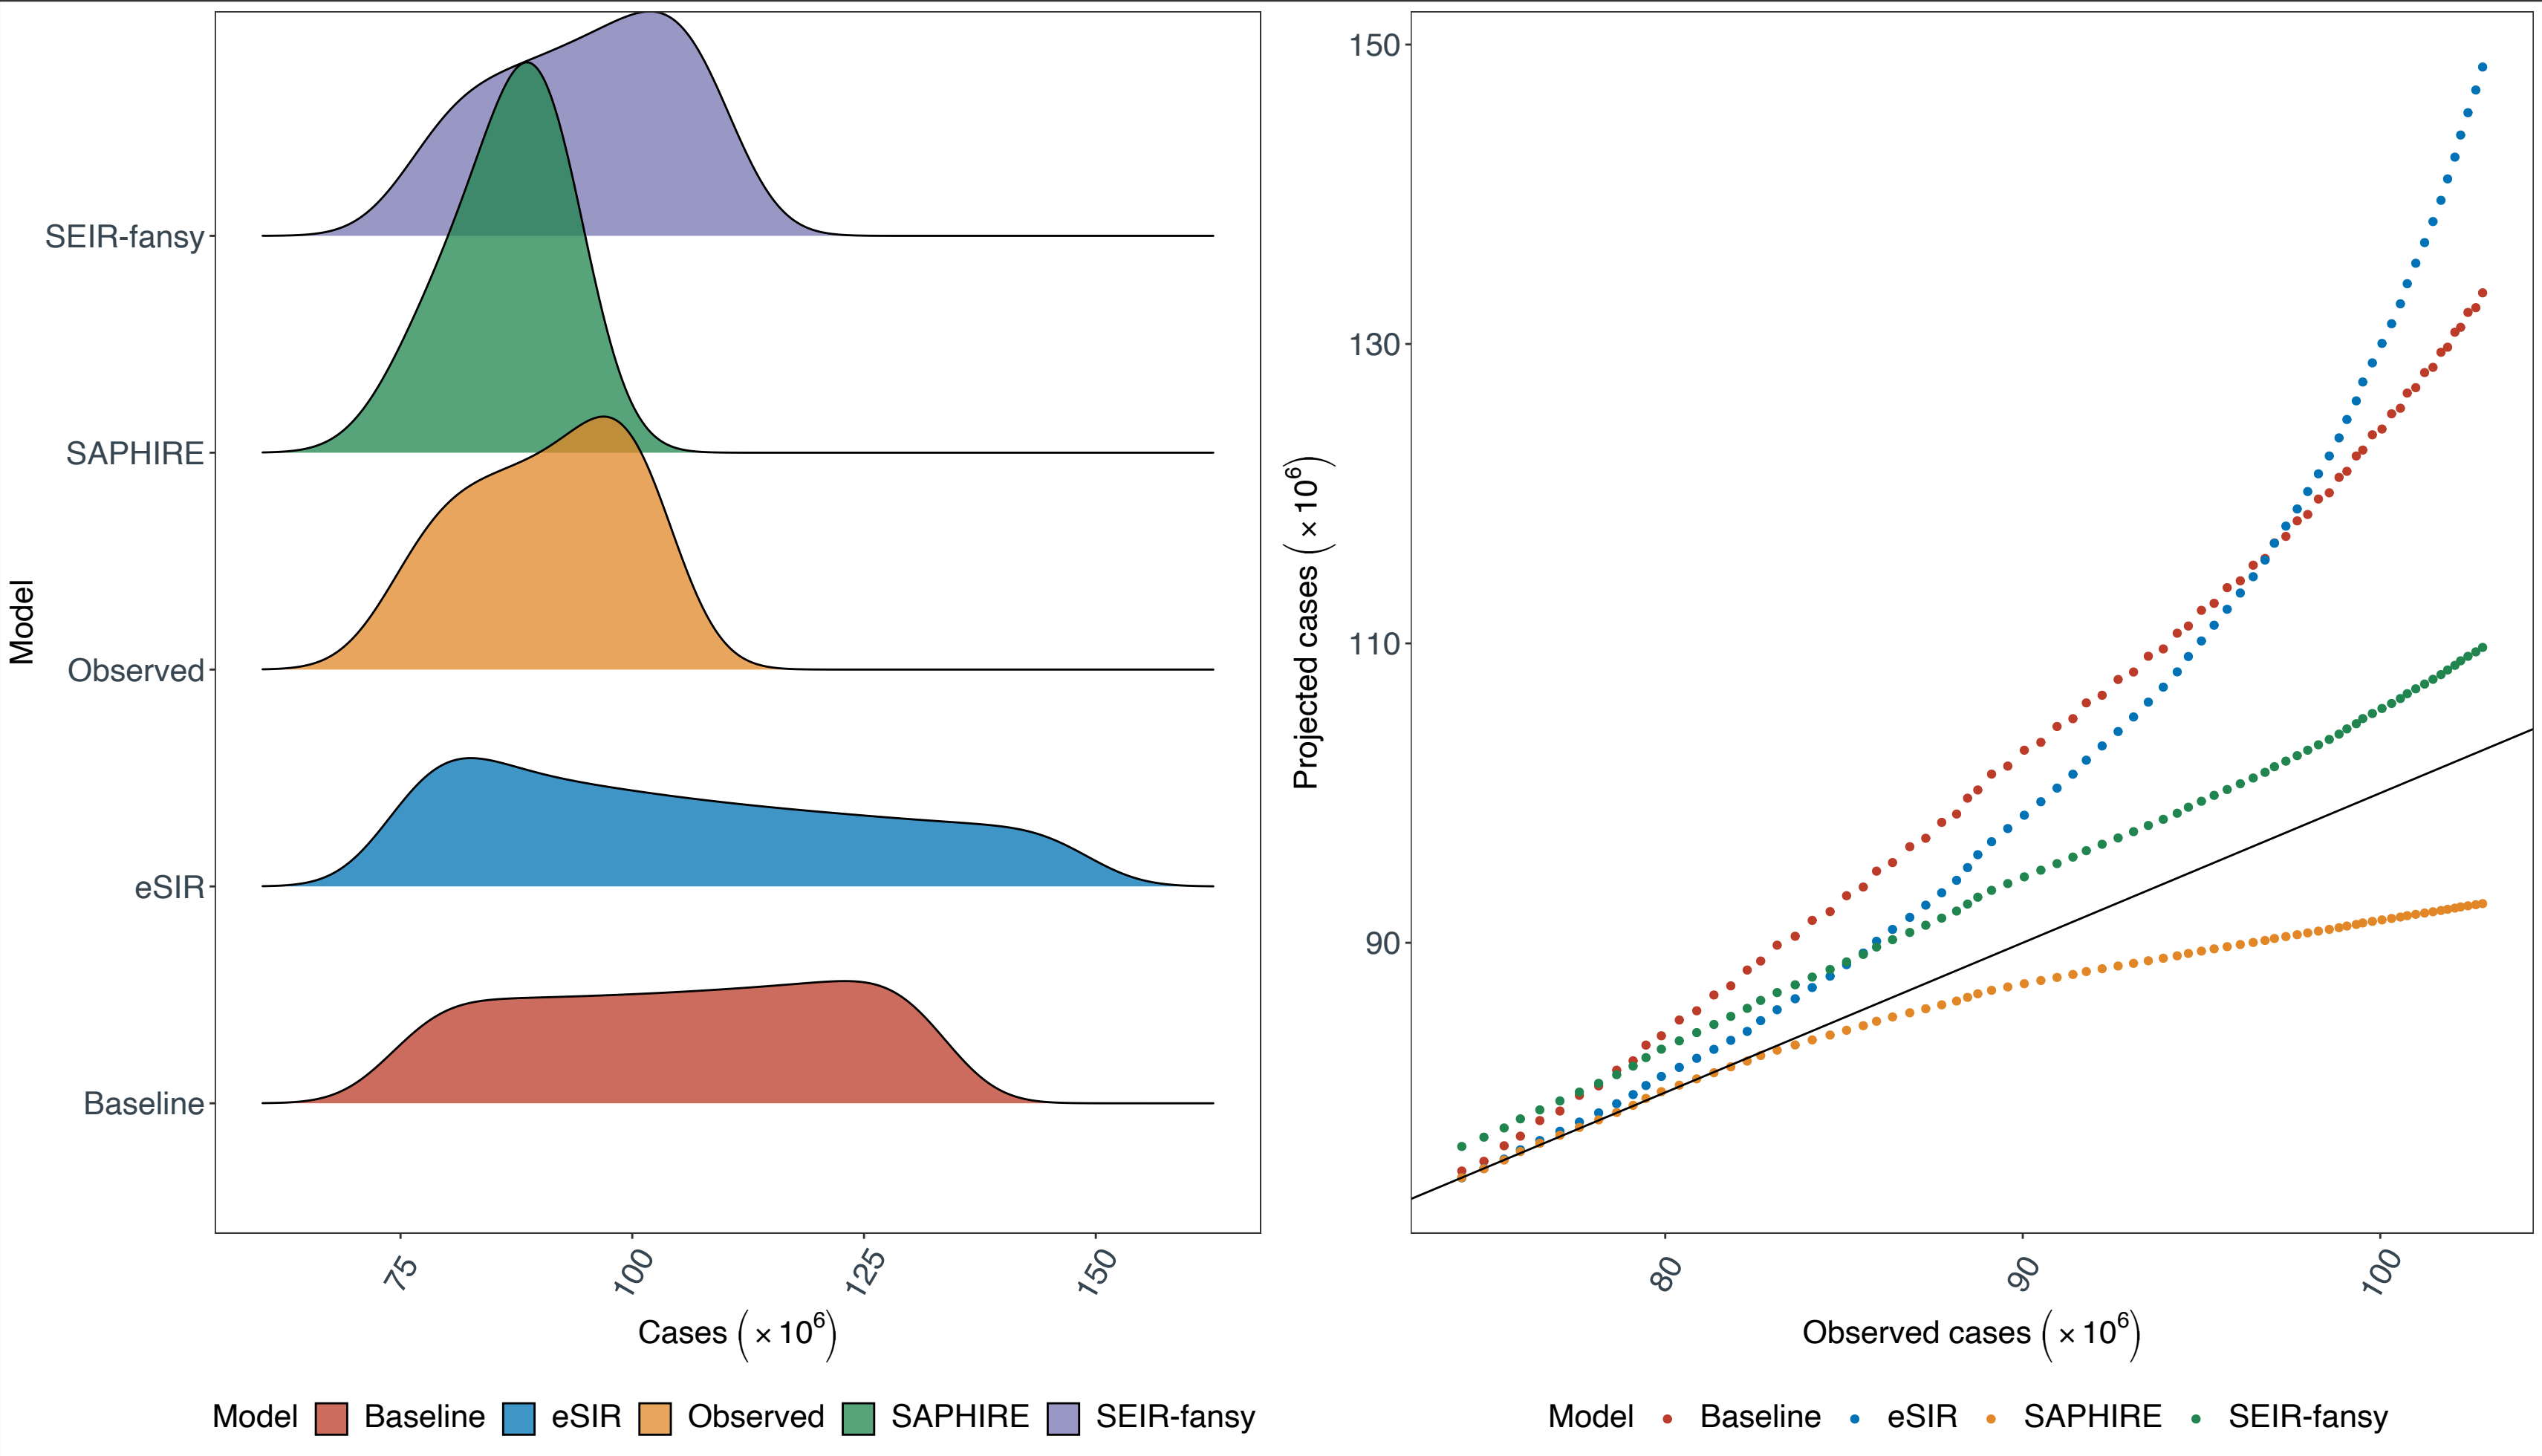 Model
SEIR-fansy
SAPHIRE
Observed
eSIR
Baseline
75 100 125 150
Cases (× 10⁶)
Model Baseline eSIR Observed SAPHIRE SEIR-fansy
Projected cases (× 10⁶)
150
130
110
90
80 90 100
Observed cases (× 10⁶)
Model Baseline eSIR SAPHIRE SEIR-fansy